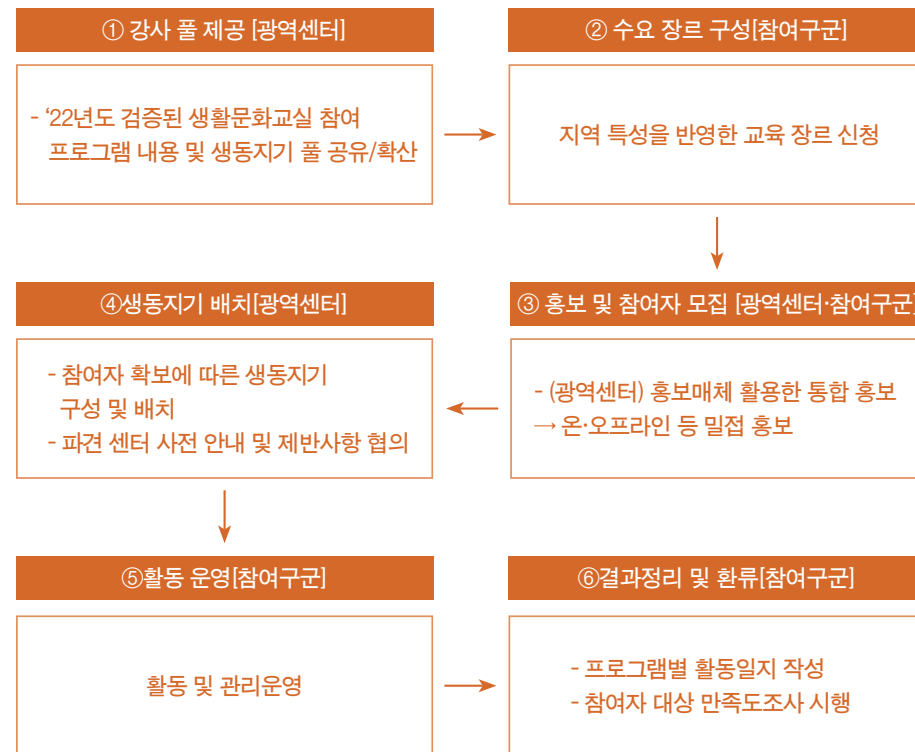 ① 강사 풀 제공 [광역센터]
- ‘22년도 검증된 생활문화교실 참여
프로그램 내용 및 생동지기 풀 공유/확산
② 수요 장르 구성[참여구군]
지역 특성을 반영한 교육 장르 신청
③ 홍보 및 참여자 모집 [광역센터·참여구군]
- (광역센터) 홍보매체 활용한 통합 홍보
→ 온·오프라인 등 밀접 홍보
④생동지기 배치[광역센터]
- 참여자 확보에 따른 생동지기
구성 및 배치
- 파견 센터 사전 안내 및 제반사항 협의
⑤활동 운영[참여구군]
활동 및 관리운영
⑥결과정리 및 환류[참여구군]
- 프로그램별 활동일지 작성
- 참여자 대상 만족도조사 시행